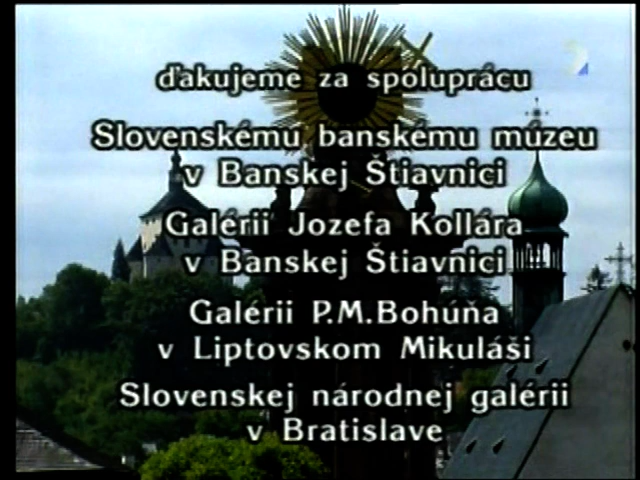 ďakujeme za spoluprácu
Slovenskému banskému múzeu
v Banskej Štiavnici
Galérii Jozefa Kollára
v Banskej Štiavnici
Galérii P.M.Bohúňa
v Liptovskom Mikuláši
Slovenskej národnej galérii
v Bratislave